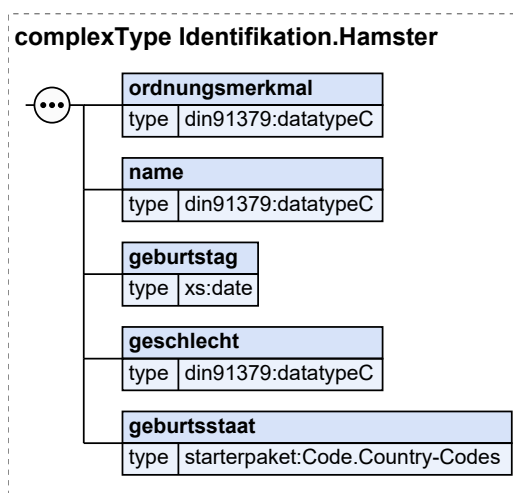 complexType Identifikation.Hamster
ordnungsmerkmal
type din91379:datatypeC
name
type din91379:datatypeC
geburtstag
type xs:date
geschlecht
type din91379:datatypeC
geburtsstaat
type starterpaket:Code.Country-Codes